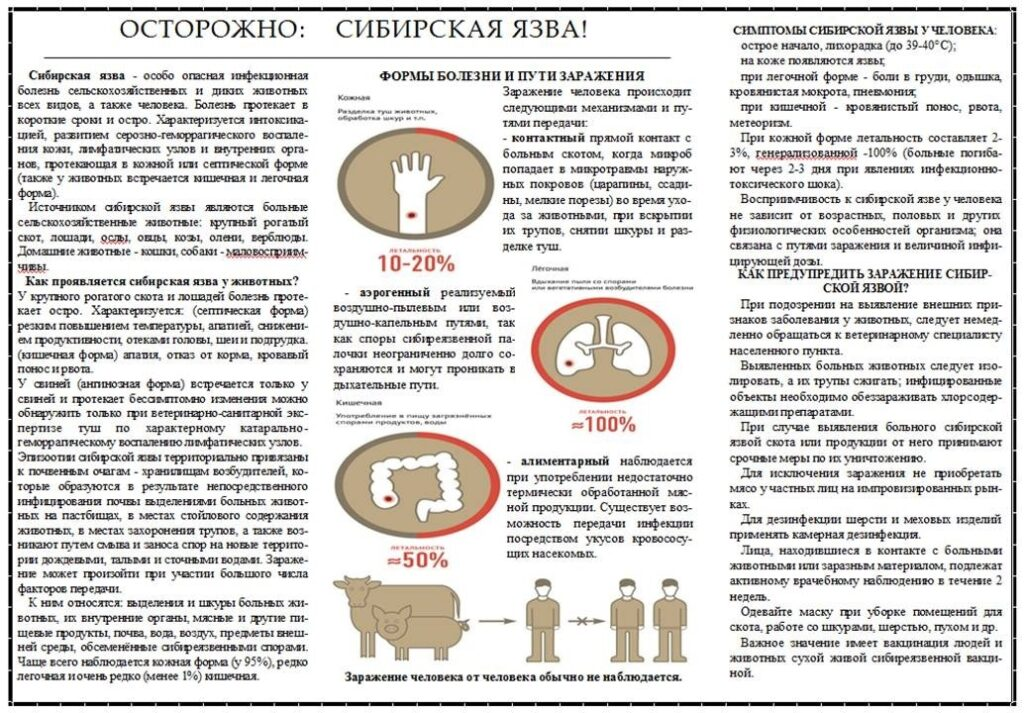 ОСТОРОЖНО: СИБИРСКАЯ ЯЗВА!
Сибирская язва - особо опасная инфекционная
болезнь сельскохозяйственных и диких животных
всех видов, а также человека. Болезнь протекает в
короткие сроки и остро. Характеризуется интоксика-
цией, развитием серозно-геморрагического воспале-
ния кожи, лимфатических узлов и внутренних орга-
нов, протекающая в кожной или септической форме
(также у животных встречается кишечная и легочная
форма).
Источником сибирской язвы являются больные
сельскохозяйственные животные: крупный рогатый
скот, лошади, ослы, овцы, козы, олени, верблюды.
Домашние животные - кошки, собаки - маловосприим-
чивы.
Как проявляется сибирская язва у животных?
У крупного рогатого скота и лошадей болезнь проте-
кает остро. Характеризуется: (септическая форма)
резким повышением температуры, апатией, снижени-
ем продуктивности, отеками головы, шеи и подгрудка.
(кишечная форма) апатия, отказ от корма, кровавый
понос и рвота.
У свиней (ангинозная форма) встречается только у
свиней и протекает бессимптомно изменения можно
обнаружить только при ветеринарно-санитарной экс-
пертизе туш по характерному катарально-
геморрагическому воспалению лимфатических узлов.
Эпизоотии сибирской язвы территориально привязаны
к почвенным очагам - хранилищам возбудителей, ко-
торые образуются в результате непосредственного
инфицирования почвы выделениями больных живот-
ных на пастбищах, в местах стойлового содержания
животных, в местах захоронения трупов, а также воз-
никают путем смыва и заноса спор на новые террито-
рии дождевыми, талыми и сточными водами. Зараже-
ние может произойти при участии большого числа
факторов передачи.
К ним относятся: выделения и шкуры больных жи-
вотных, их внутренние органы, мясные и другие пи-
щевые продукты, почва, вода, воздух, предметы внеш-
ней среды, обсеменённые сибиреязвенными спорами.
Чаще всего наблюдается кожная форма (у 95%), редко
легочная и очень редко (менее 1%) кишечная.
ФОРМЫ БОЛЕЗНИ И ПУТИ ЗАРАЖЕНИЯ
Кожная
Разделка туш животных,
обработка шкур и т.п.
ЛЕТАЛЬНОСТЬ
10-20%
Заражение человека происходит
следующими механизмами и пу-
тями передачи:
- контактный прямой контакт с
больным скотом, когда микроб
попадает в микротравмы наруж-
ных покровов (царапины, ссади-
ны, мелкие порезы) во время ухо-
да за животными, при вскрытии
их трупов, снятии шкуры и раз-
делке туш.
- аэрогенный реализуемый
воздушно-пылевым или воз-
душно-капельным путями, так
как споры сибиреязвенной па-
лочки неограниченно долго со-
храняются и могут проникать в
дыхательные пути.
Лёгочная
Вдыхание пыли со спорами
или вегетативными возбудителями болезни
ЛЕТАЛЬНОСТЬ
≈100%
Кишечная
Употребление в пищу загрязнённых
спорами продуктов, воды
ЛЕТАЛЬНОСТЬ
≈50%
- алиментарный наблюдается
при употреблении недостаточно
термически обработанной мяс-
ной продукции. Существует воз-
можность передачи инфекции
посредством укусов кровососу-
щих насекомых.
Заражение человека от человека обычно не наблюдается.
СИМПТОМЫ СИБИРСКОЙ ЯЗВЫ У ЧЕЛОВЕКА:
острое начало, лихорадка (до 39-40°С);
на коже появляются язвы;
при легочной форме - боли в груди, одышка,
кровянистая мокрота, пневмония;
при кишечной - кровянистый понос, рвота,
метеоризм.
При кожной форме летальность составляет 2-
3%, генерализованной -100% (больные погиба-
ют через 2-3 дня при явлениях инфекционно-
токсического шока).
Восприимчивость к сибирской язве у человека
не зависит от возрастных, половых и других
физиологических особенностей организма; она
связана с путями заражения и величиной инфи-
цирующей дозы.
КАК ПРЕДУПРЕДИТЬ ЗАРАЖЕНИЕ СИБИР-
СКОЙ ЯЗВОЙ?
При подозрении на выявление внешних при-
знаков заболевания у животных, следует немед-
ленно обращаться к ветеринарному специалисту
населенного пункта.
Выявленных больных животных следует изо-
лировать, а их трупы сжигать; инфицированные
объекты необходимо обеззараживать хлорсодер-
жащими препаратами.
При случае выявления больного сибирской
язвой скота или продукции от него принимают
срочные меры по их уничтожению.
Для исключения заражения не приобретать
мясо у частных лиц на импровизированных рын-
ках.
Для дезинфекции шерсти и меховых изделий
применять камерная дезинфекция.
Лица, находившиеся в контакте с больными
животными или заразным материалом, подлежат
активному врачебному наблюдению в течение 2
недель.
Одевайте маску при уборке помещений для
скота, работе со шкурами, шерстью, пухом и др.
Важное значение имеет вакцинация людей и
животных сухой живой сибиреязвенной вакци-
ной.